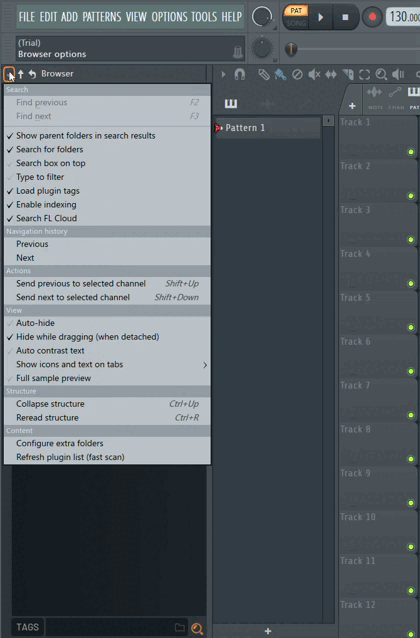 FILE EDIT ADD PATTERNS VIEW OPTIONS TOOLS HELP
PAT
SONG
130.00
(Trial)
Browser options
Browser
Search
Find previous F2
Find next F3
Show parent folders in search results
Search for folders
Search box on top
Type to filter
Load plugin tags
Enable indexing
Search FL Cloud
Navigation history
Previous
Next
Actions
Send previous to selected channel Shift+Up
Send next to selected channel Shift+Down
View
Auto-hide
Hide while dragging (when detached)
Auto contrast text
Show icons and text on tabs
Full sample preview
Structure
Collapse structure Ctrl+Up
Reread structure Ctrl+R
Content
Configure extra folders
Refresh plugin list (fast scan)
TAGS
Pattern 1
NOTE CHAN PAT
Track 1
Track 2
Track 3
Track 4
Track 5
Track 6
Track 7
Track 8
Track 9
Track 10
Track 11
Track 12